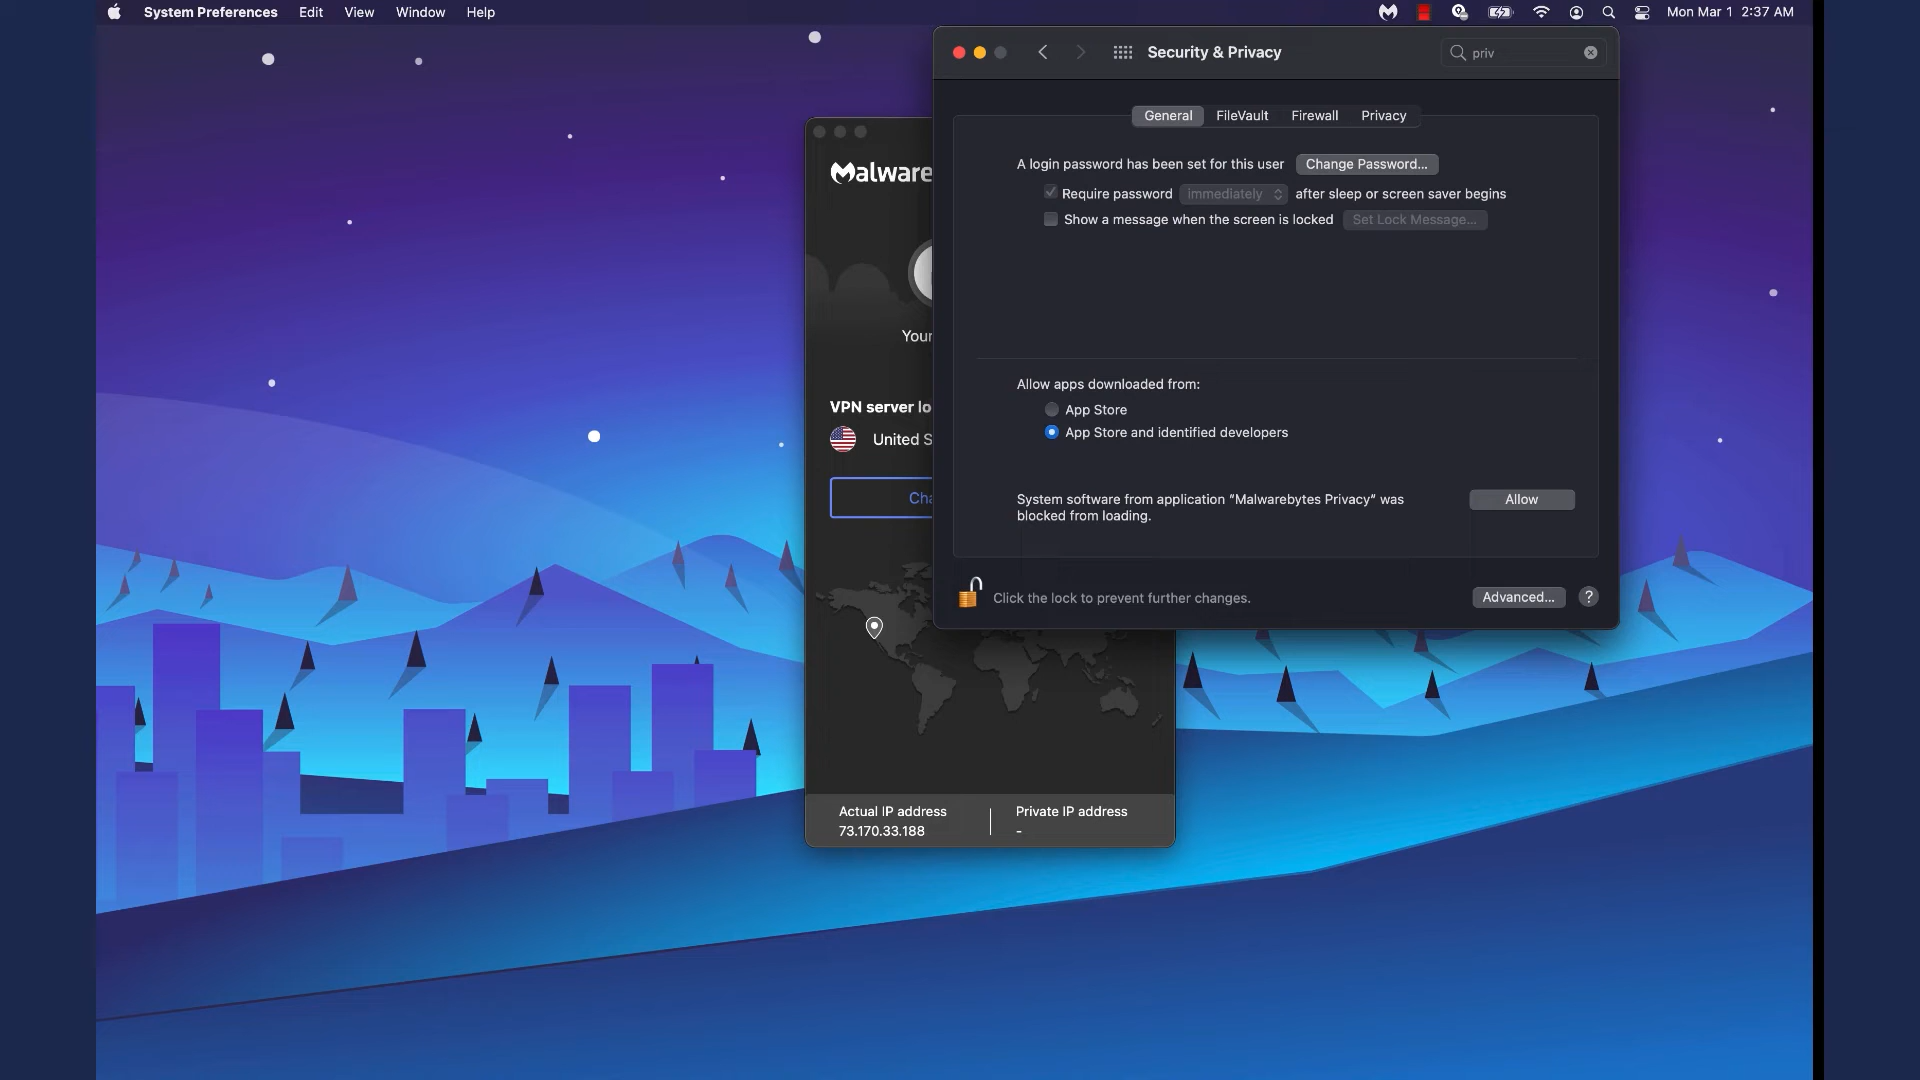 System Preferences Edit View Window Help
Mon Mar 1 2:37 AM
Security & Privacy
priv
General FileVault Firewall Privacy
A login password has been set for this user Change Password...
Require password immediately after sleep or screen saver begins
Show a message when the screen is locked Set Lock Message...
Allow apps downloaded from:
App Store
App Store and identified developers
System software from application “Malwarebytes Privacy” was
blocked from loading.
Allow
Click the lock to prevent further changes.
Advanced... ?
Malware
Your
VPN server lo
United S
Cha
Actual IP address Private IP address
73.170.33.188 -